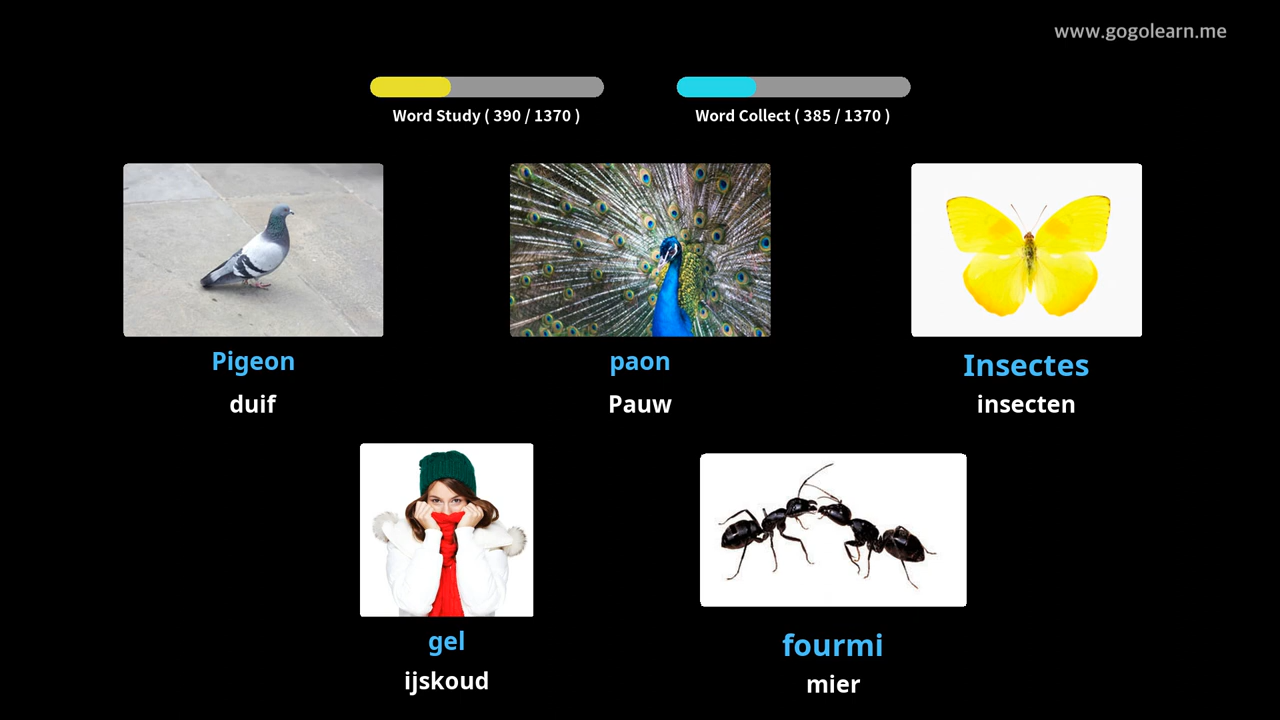 www.gogolearn.me
Word Study ( 390 / 1370 )
Word Collect ( 385 / 1370 )
Pigeon
duif
paon
Pauw
Insectes
insecten
gel
ijskoud
fourmi
mier